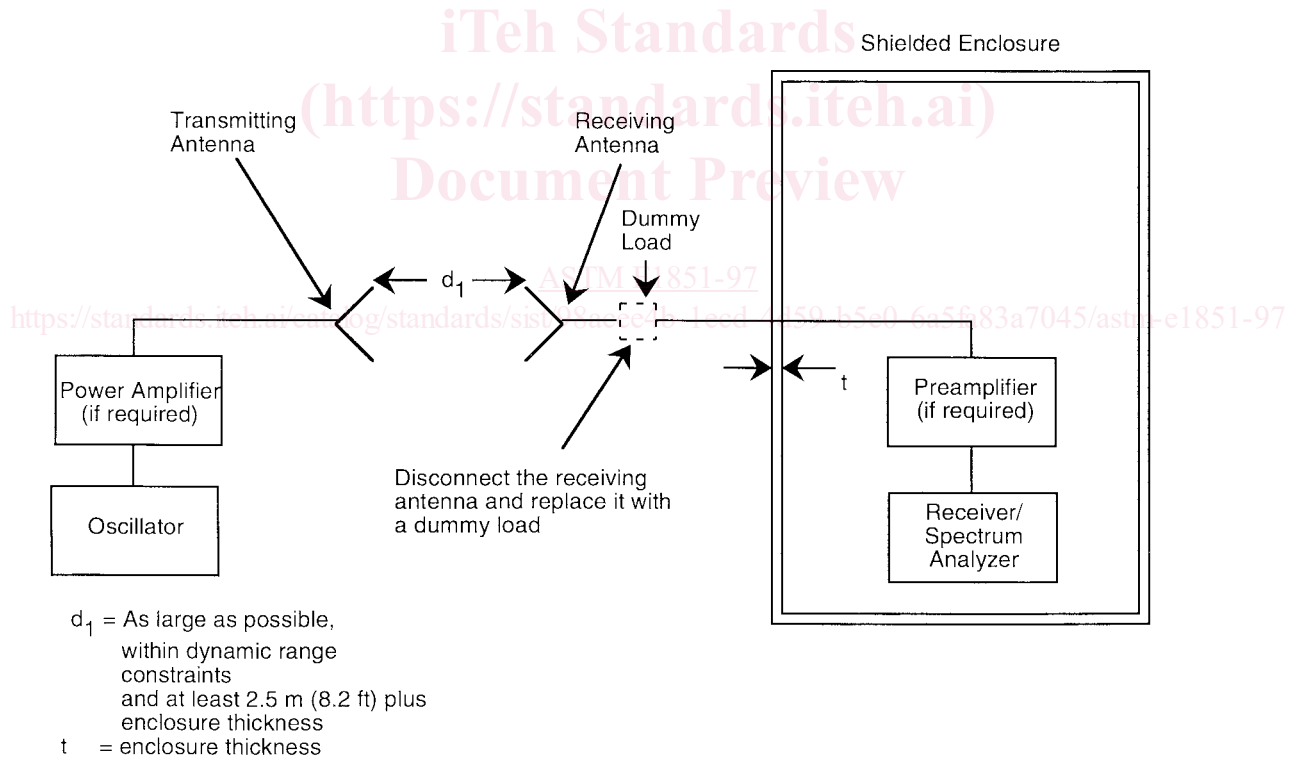 iTeh Standards
Shielded Enclosure
(https://standards.iteh.ai)
Transmitting
Antenna
Receiving
Antenna
Document Preview
Dummy
Load
d1
ASTM E1851-97
t
Power Amplifier
(if required)
Preamplifier
(if required)
Disconnect the receiving
antenna and replace it with
a dummy load
Oscillator
Receiver/
Spectrum
Analyzer
d1 = As large as possible,
within dynamic range
constraints
and at least 2.5 m (8.2 ft) plus
enclosure thickness
t = enclosure thickness